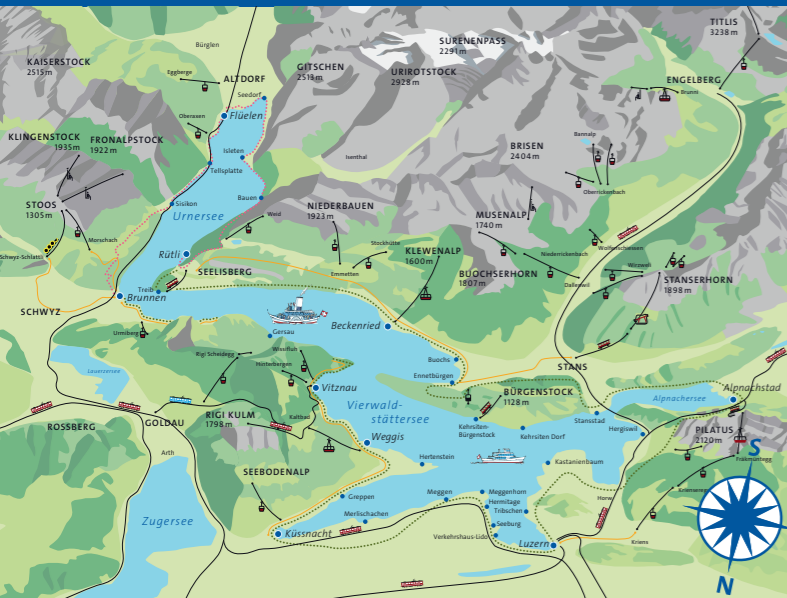 TITLIS
3238 m
SURENENPASS
2291 m
Bürglen
KAISERSTOCK
2515 m
GITSCHEN
2513 m
URIROTSTOCK
2928 m
Eggberge
ALTDORF
ENGELBERG
Brunni
Seedorf
Oberaxen
Flüelen
KLINGENSTOCK
1935m
FRONALPSTOCK
1922 m
Bannalp
BRISEN
2404 m
Isleten
Isenthal
Tellsplatte
Oberrickenbach
STOOS
1305 m
Sisikon
Bauen
Urnersee
Weid
NIEDERBAUEN
1923 m
MUSENALP
1740 m
Morschach
Stockhütte
Wolfenschiessen
Schwyz-Schlattli
Rütli
KLEWENALP
1600 m
Niederrickenbach
Wirzweli
SEELISBERG
Emmetten
BUOCHSERHORN
1807 m
Dallenwil
STANSERHORN
1898 m
Treib
Brunnen
SCHWYZ
Beckenried
Urmiberg
Gersau
Rigi Scheidegg
Wissifluh
Hinterbergen
Buochs
STANS
Lauerzersee
Ennetbürgen
Vitznau
BÜRGENSTOCK
1128 m
Alpnachstad
Alpnachersee
Vierwald-
stättersee
ROSSBERG
GOLDAU
RIGI KULM
1798 m
Kaltbad
Kehrsiten-
Bürgenstock
Kehrsiten Dorf
Stansstad
Hergiswil
PILATUS
2120 m
Weggis
S
Arth
Hertenstein
Kastanienbaum
Fräkmüntegg
SEEBODENALP
Krienseregg
Greppen
Meggen
Meggenhorn
Hermitage
Tribschen
Horw
Merlischachen
Zugersee
Seeburg
Küssnacht
Verkehrshaus-Lido
Luzern
Kriens
N